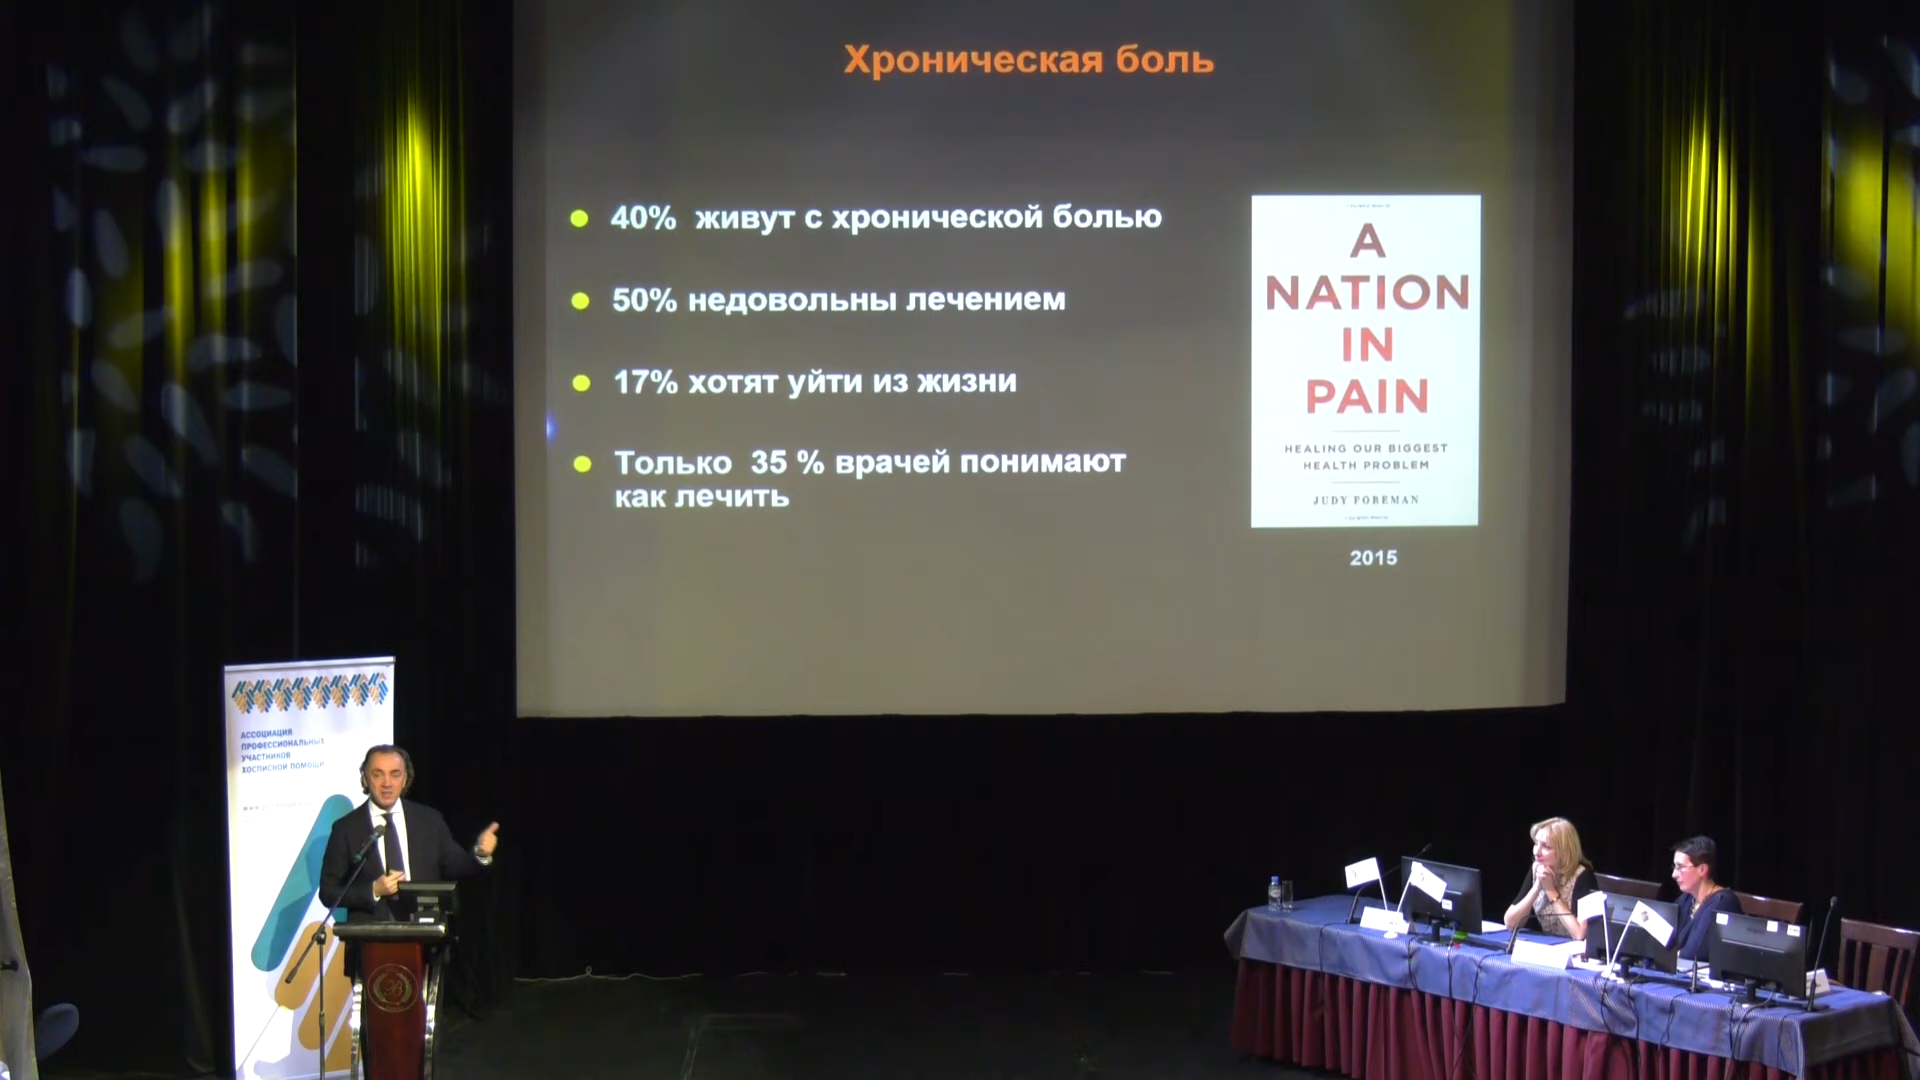 Хроническая боль
40% живут с хронической болью
50% недовольны лечением
17% хотят уйти из жизни
Только 35 % врачей понимают
как лечить
A
NATION
IN
PAIN
HEALING OUR BIGGEST
HEALTH PROBLEM
JUDY FOREMAN
2015
АССОЦИАЦИЯ
ПРОФЕССИОНАЛЬНЫХ
УЧАСТНИКОВ
ХОСПИСНОЙ ПОМОЩИ